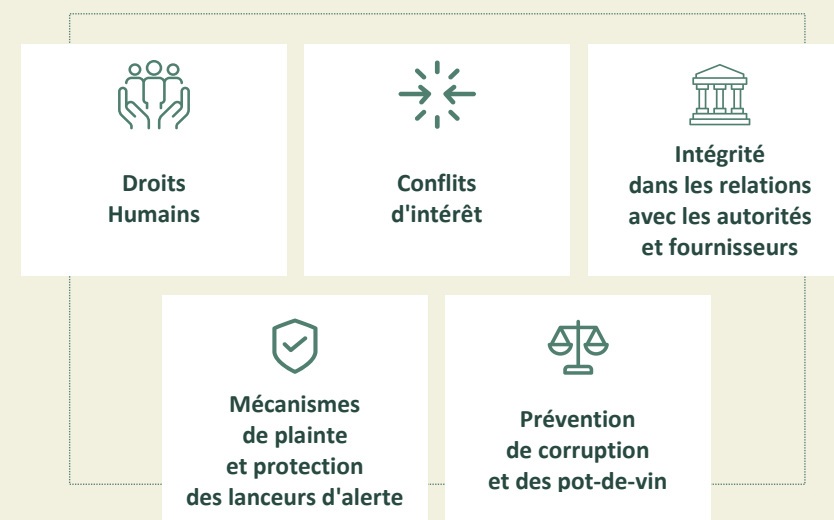 Droits
Humains
Conflits
d'intérêt
Intégrité
dans les relations
avec les autorités
et fournisseurs
Mécanismes
de plainte
et protection
des lanceurs d'alerte
Prévention
de corruption
et des pot-de-vin